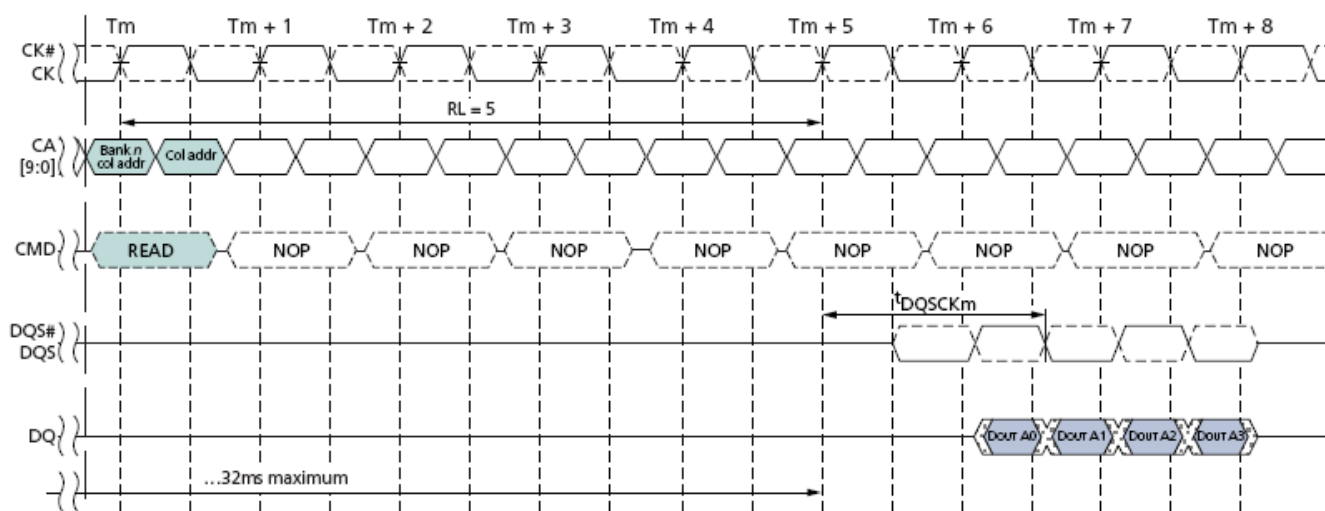 Tm Tm + 1 Tm + 2 Tm + 3 Tm + 4 Tm + 5 Tm + 6 Tm + 7 Tm + 8
CK#
CK
RL = 5
CA
[9:0]
Bank n
col addr
Col addr
CMD
READ NOP NOP NOP NOP NOP NOP NOP NOP
tDQSCKm
DQS#
DQS
DQ
DOUT A0 DOUT A1 DOUT A2 DOUT A3
...32ms maximum